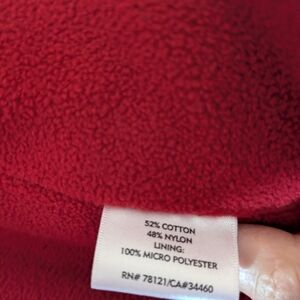 52% COTTON
48% NYLON
LINING:
100% MICRO POLYESTER
RN# 78121/CA#34460